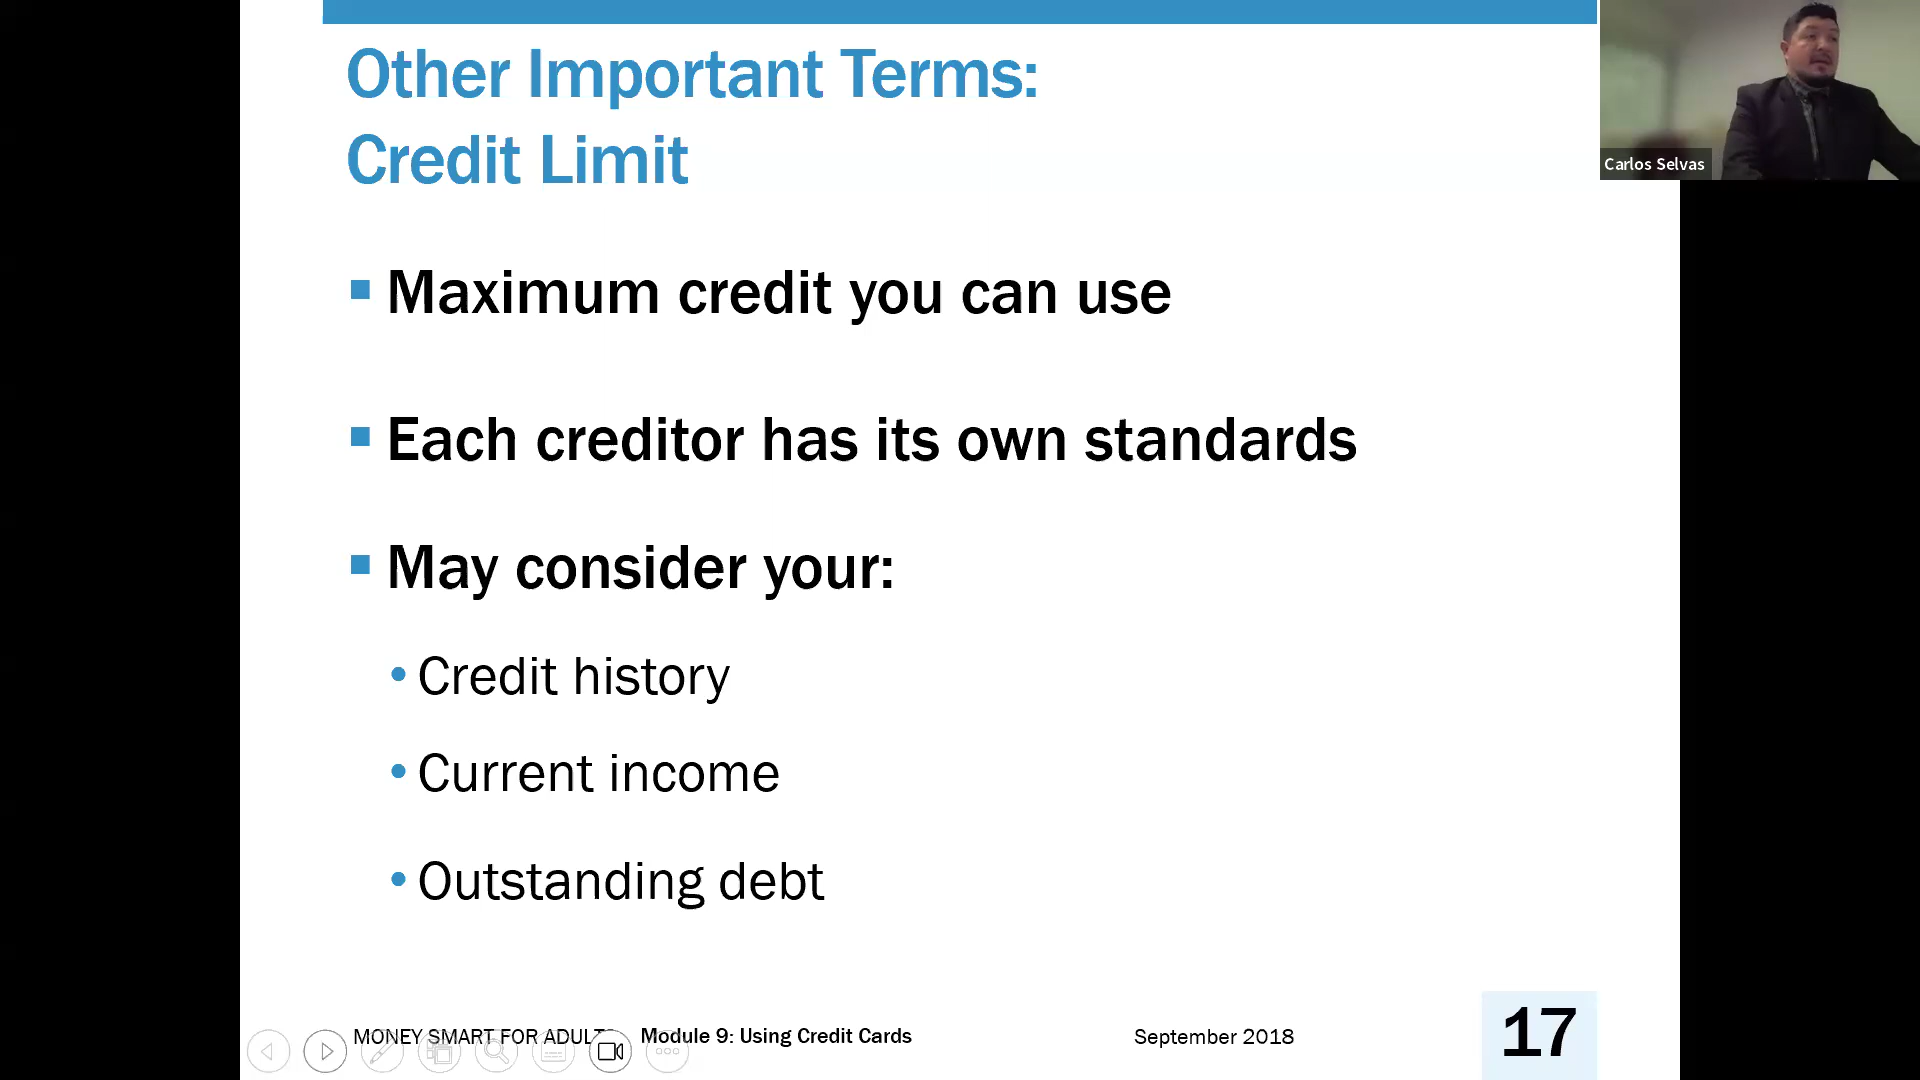 Other Important Terms:
Credit Limit
Carlos Selvas
Maximum credit you can use
Each creditor has its own standards
May consider your:
Credit history
Current income
Outstanding debt
MONEY SMART FOR ADULTS
Module 9: Using Credit Cards
September 2018
17